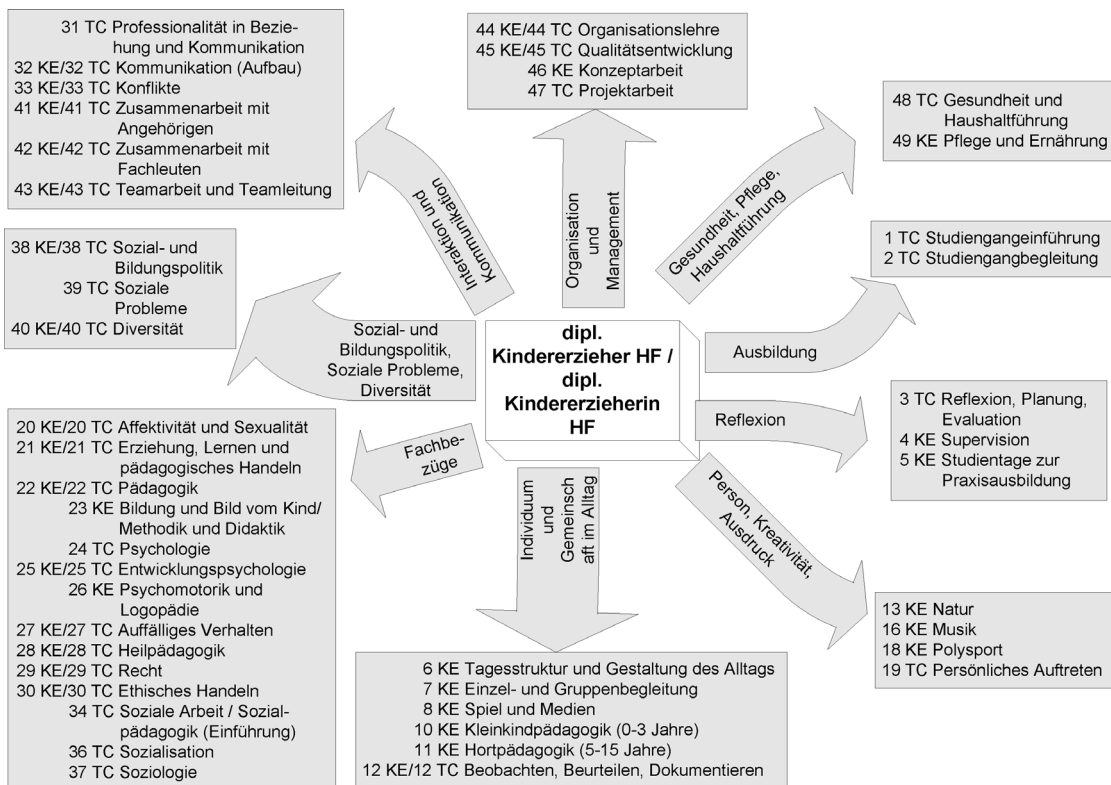 31 TC Professionalität in Bezie-
hung und Kommunikation
32 KE/32 TC Kommunikation (Aufbau)
33 KE/33 TC Konflikte
41 KE/41 TC Zusammenarbeit mit
Angehörigen
42 KE/42 TC Zusammenarbeit mit
Fachleuten
43 KE/43 TC Teamarbeit und Teamleitung
44 KE/44 TC Organisationslehre
45 KE/45 TC Qualitätsentwicklung
46 KE Konzeptarbeit
47 TC Projektarbeit
48 TC Gesundheit und
Haushaltführung
49 KE Pflege und Ernährung
Interaktion und
Kommunikation
Organisation
und
Management
Gesundheit, Pflege,
Haushaltführung
38 KE/38 TC Sozial- und
Bildungspolitik
39 TC Soziale
Probleme
40 KE/40 TC Diversität
1 TC Studiengangeinführung
2 TC Studiengangbegleitung
Sozial- und
Bildungspolitik,
Soziale Probleme,
Diversität
dipl.
Kindererzieher HF /
dipl.
Kindererzieherin
HF
Ausbildung
Reflexion
3 TC Reflexion, Planung,
Evaluation
4 KE Supervision
5 KE Studientage zur
Praxisausbildung
Fachbe-
züge
Individuum
und
Gemeinsch
aft im Alltag
Person, Kreativität,
Ausdruck
20 KE/20 TC Affektivität und Sexualität
21 KE/21 TC Erziehung, Lernen und
pädagogisches Handeln
22 KE/22 TC Pädagogik
23 KE Bildung und Bild vom Kind/
Methodik und Didaktik
24 TC Psychologie
25 KE/25 TC Entwicklungspsychologie
26 KE Psychomotorik und
Logopädie
27 KE/27 TC Auffälliges Verhalten
28 KE/28 TC Heilpädagogik
29 KE/29 TC Recht
30 KE/30 TC Ethisches Handeln
34 TC Soziale Arbeit / Sozial-
pädagogik (Einführung)
36 TC Sozialisation
37 TC Soziologie
6 KE Tagesstruktur und Gestaltung des Alltags
7 KE Einzel- und Gruppenbegleitung
8 KE Spiel und Medien
10 KE Kleinkindpädagogik (0-3 Jahre)
11 KE Hortpädagogik (5-15 Jahre)
12 KE/12 TC Beobachten, Beurteilen, Dokumentieren
13 KE Natur
16 KE Musik
18 KE Polysport
19 TC Persönliches Auftreten